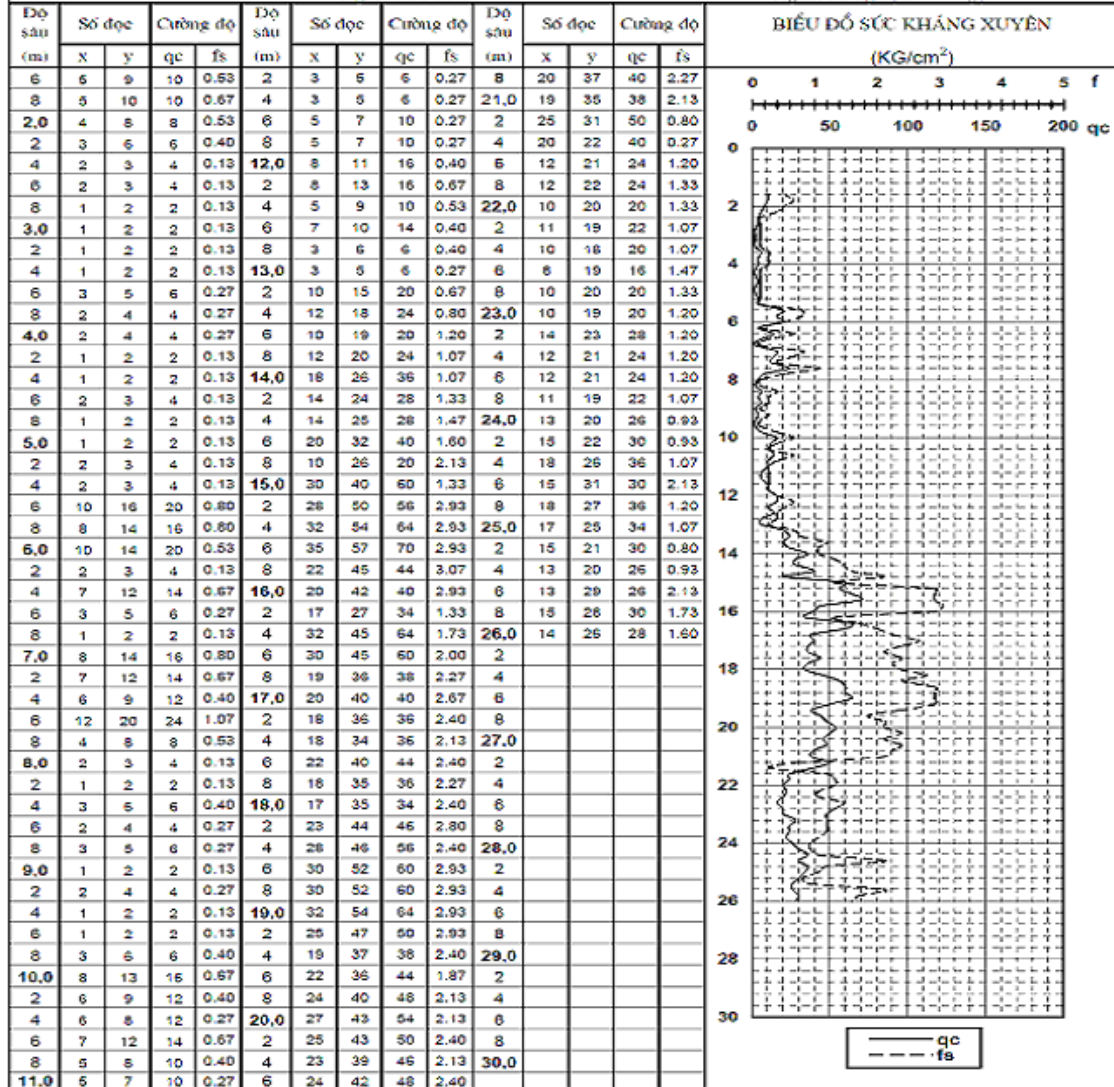 Độ sâu (m) Số đọc Cường độ Độ sâu (m) Số đọc Cường độ Độ sâu (m) Số đọc Cường độ BIỂU ĐỒ SỨC KHÁNG XUYÊN
x y qc fs x y qc fs x y qc fs (KG/cm²)
6 9 10 0.53 2 3 5 6 0.27 8 20 37 40 2.27
8 5 10 10 0.67 4 3 5 6 0.27 21,0 19 35 38 2.13
2,0 4 8 8 0.53 6 5 7 10 0.27 2 25 31 50 0.80
2 3 6 6 0.40 8 5 7 10 0.27 4 20 22 40 0.27
4 2 3 4 0.13 12,0 8 11 16 0.40 6 12 21 24 1.20
6 2 3 4 0.13 2 8 13 16 0.67 8 12 22 24 1.33
8 1 2 2 0.13 4 5 9 10 0.53 22,0 10 20 20 1.33
3,0 1 2 2 0.13 6 7 10 14 0.40 2 11 19 22 1.07
2 1 2 2 0.13 8 3 6 6 0.40 4 10 18 20 1.07
4 1 2 2 0.13 13,0 3 5 6 0.27 6 8 19 16 1.47
6 3 5 6 0.27 2 10 15 20 0.67 8 10 20 20 1.33
8 2 4 4 0.27 4 12 18 24 0.80 23,0 10 19 20 1.20
4,0 2 4 4 0.27 6 10 19 20 1.20 2 14 23 28 1.20
2 1 2 2 0.13 8 12 20 24 1.07 4 12 21 24 1.20
4 1 2 2 0.13 14,0 18 26 36 1.07 6 12 21 24 1.20
6 2 3 4 0.13 2 14 24 28 1.33 8 11 19 22 1.07
8 1 2 2 0.13 4 14 25 28 1.47 24,0 13 20 26 0.93
5,0 1 2 2 0.13 6 20 32 40 1.60 2 15 22 30 0.93
2 2 3 4 0.13 8 10 26 20 2.13 4 18 26 36 1.07
4 2 3 4 0.13 15,0 30 40 60 1.33 6 15 31 30 2.13
6 10 16 20 0.80 2 28 50 56 2.93 8 18 27 36 1.20
8 8 14 16 0.80 4 32 54 64 2.93 25,0 17 25 34 1.07
6,0 10 14 20 0.53 6 35 57 70 2.93 2 15 21 30 0.80
2 2 3 4 0.13 8 22 45 44 3.07 4 13 20 26 0.93
4 7 12 14 0.67 16,0 20 42 40 2.93 6 13 29 26 2.13
6 3 5 6 0.27 2 17 27 34 1.33 8 15 28 30 1.73
8 1 2 2 0.13 4 32 45 64 1.73 26,0 14 26 28 1.60
7,0 8 14 16 0.80 6 30 45 60 2.00 2
2 7 12 14 0.67 8 19 36 38 2.27 4
4 6 9 12 0.40 17,0 20 40 40 2.67 6
6 12 20 24 1.07 2 18 36 36 2.40 8
8 4 8 8 0.53 4 18 34 36 2.13 27,0
8,0 2 3 4 0.13 6 22 40 44 2.40 2
2 1 2 2 0.13 8 18 35 36 2.27 4
4 3 6 6 0.40 18,0 17 35 34 2.40 6
6 2 4 4 0.27 2 23 44 46 2.80 8
8 3 5 6 0.27 4 28 46 56 2.40 28,0
9,0 1 2 2 0.13 6 30 52 60 2.93 2
2 2 4 4 0.27 8 30 52 60 2.93 4
4 1 2 2 0.13 19,0 32 54 64 2.93 6
6 1 2 2 0.13 2 25 47 50 2.93 8
8 3 6 6 0.40 4 19 37 38 2.40 29,0
10,0 8 13 16 0.67 6 22 36 44 1.87 2
2 6 9 12 0.40 8 24 40 48 2.13 4
4 6 8 12 0.27 20,0 27 43 54 2.13 6
6 7 12 14 0.67 2 25 43 50 2.40 8
8 5 8 10 0.40 4 23 39 46 2.13 30,0
11,0 5 7 10 0.27 6 24 42 48 2.40
0 1 2 3 4 5 f
0 50 100 150 200 qc
0
2
4
6
8
10
12
14
16
18
20
22
24
26
28
30
qc
fs